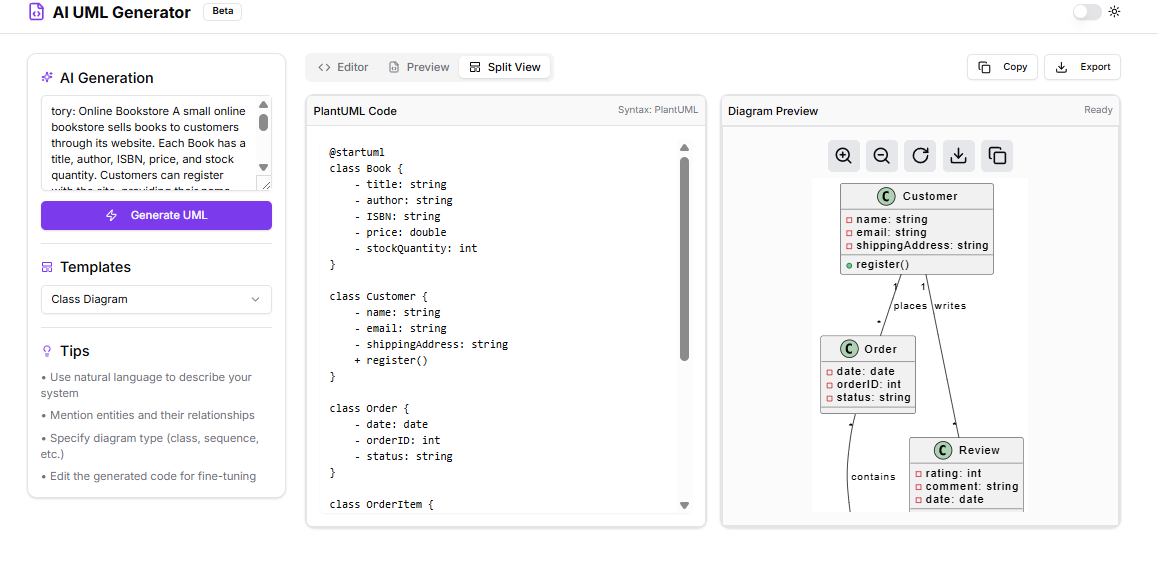 AI UML Generator Beta
AI Generation
tory: Online Bookstore A small online
bookstore sells books to customers
through its website. Each Book has a
title, author, ISBN, price, and stock
quantity. Customers can register
with the site, providing their name,
Generate UML
Templates
Class Diagram
Tips
• Use natural language to describe your
system
• Mention entities and their relationships
• Specify diagram type (class, sequence,
etc.)
• Edit the generated code for fine-tuning
Editor Preview Split View
Copy Export
PlantUML Code Syntax: PlantUML
@startuml
class Book {
- title: string
- author: string
- ISBN: string
- price: double
- stockQuantity: int
}
class Customer {
- name: string
- email: string
- shippingAddress: string
+ register()
}
class Order {
- date: date
- orderID: int
- status: string
}
class OrderItem {
Diagram Preview Ready
C Customer
name: string
email: string
shippingAddress: string
register()
1 1
places writes
*
C Order
date: date
orderID: int
status: string
* *
C Review
rating: int
comment: string
date: date
contains